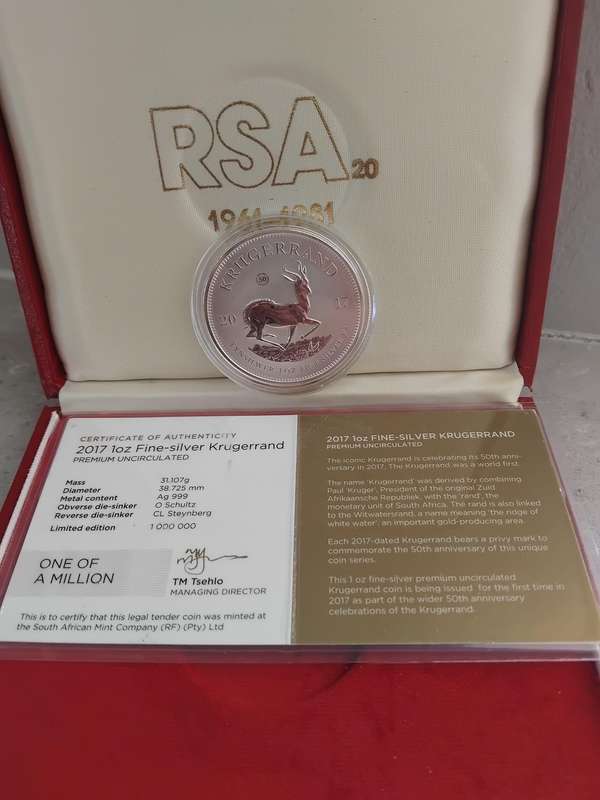 RSA 20
1961-1981
KRUGERRAND
50
20 17
FYNSILWER 1 OZ FINE SILVER
CERTIFICATE OF AUTHENTICITY
2017 1oz Fine-silver Krugerrand
PREMIUM UNCIRCULATED
Mass 31.107g
Diameter 38.725 mm
Metal content Ag 999
Obverse die-sinker O Schultz
Reverse die-sinker CL Steynberg
Limited edition 1 000 000
ONE OF
A MILLION
TM Tsehlo
MANAGING DIRECTOR
This is to certify that this legal tender coin was minted at
the South African Mint Company (RF) (Pty) Ltd
2017 1oz FINE-SILVER KRUGERRAND
PREMIUM UNCIRCULATED
The iconic Krugerrand is celebrating its 50th anni-
versary in 2017. The Krugerrand was a world first.
The name 'Krugerrand' was derived by combining
Paul 'Kruger', President of the original Zuid
Afrikaansche Republiek, with the 'rand', the
monetary unit of South Africa. The rand is also linked
to the Witwatersrand, a name meaning 'the ridge of
white water', an important gold-producing area.
Each 2017-dated Krugerrand bears a privy mark to
commemorate the 50th anniversary of this unique
coin series.
This 1 oz fine-silver premium uncirculated
Krugerrand coin is being issued for the first time in
2017 as part of the wider 50th anniversary
celebrations of the Krugerrand.